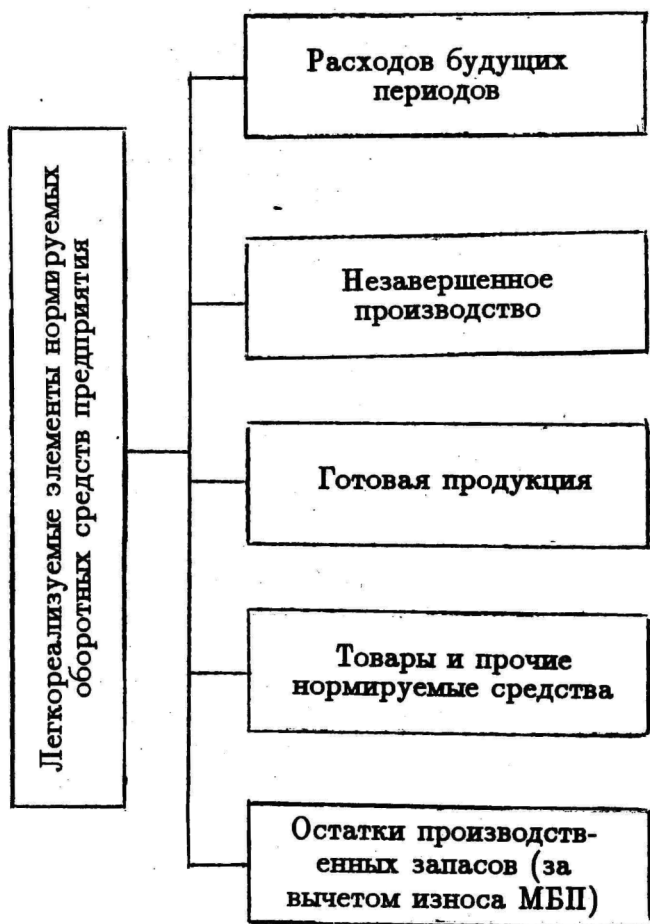 Легкореализуемые элементы нормируемых
оборотных средств предприятия
Расходов будущих
периодов
Незавершенное
производство
Готовая продукция
Товары и прочие
нормируемые средства
Остатки производств-
енных запасов (за
вычетом износа МБП)